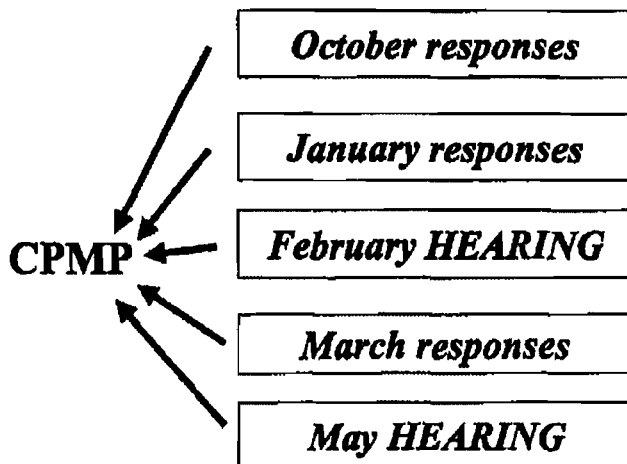 October responses
January responses
February HEARING
CPMP
March responses
May HEARING